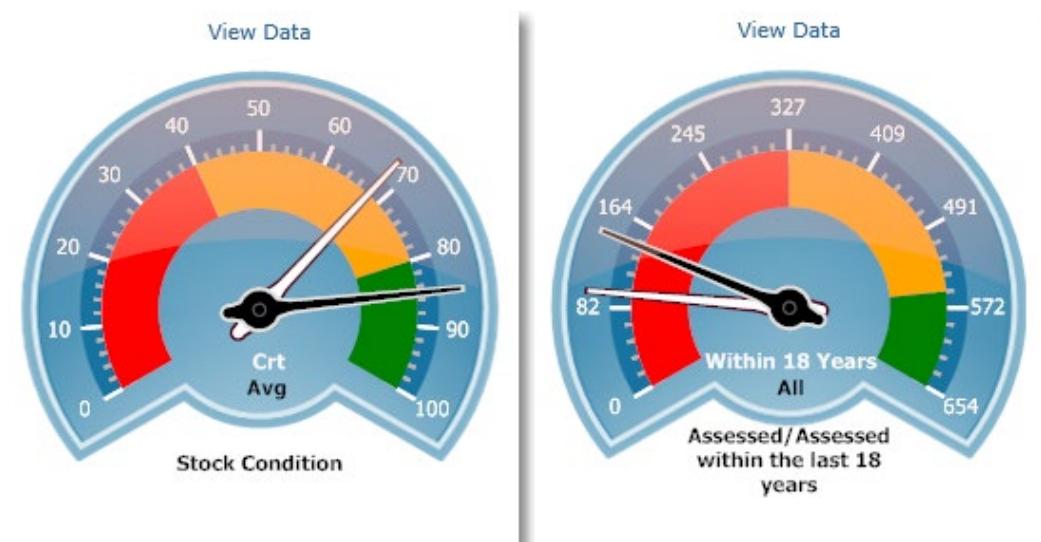 View Data
0
10
20
30
40
50
60
70
80
90
100
Crt
Avg
Stock Condition
View Data
0
82
164
245
327
409
491
572
654
Within 18 Years
All
Assessed/Assessed
within the last 18
years